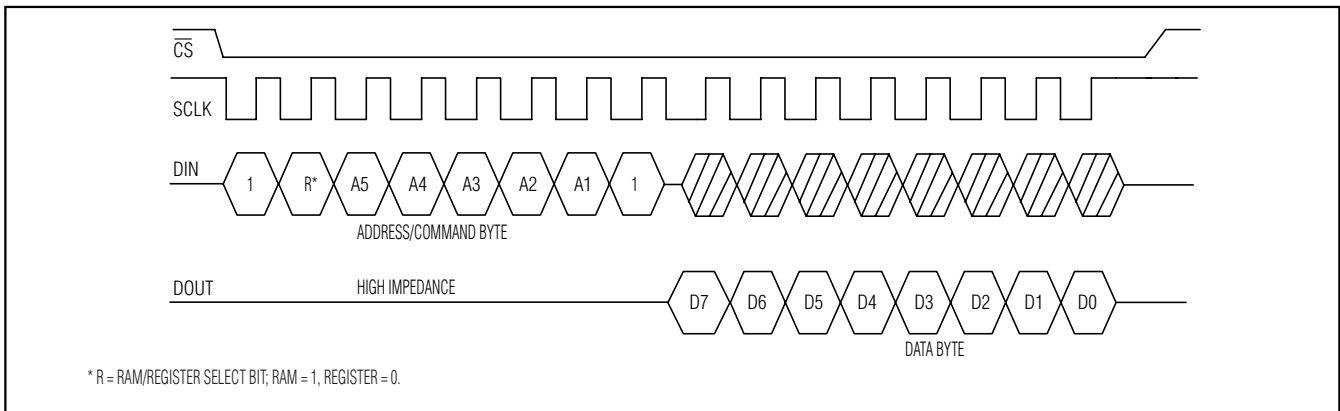 CS
SCLK
DIN
1 R* A5 A4 A3 A2 A1 1
ADDRESS/COMMAND BYTE
DOUT
HIGH IMPEDANCE
D7 D6 D5 D4 D3 D2 D1 D0
DATA BYTE
* R = RAM/REGISTER SELECT BIT; RAM = 1, REGISTER = 0.